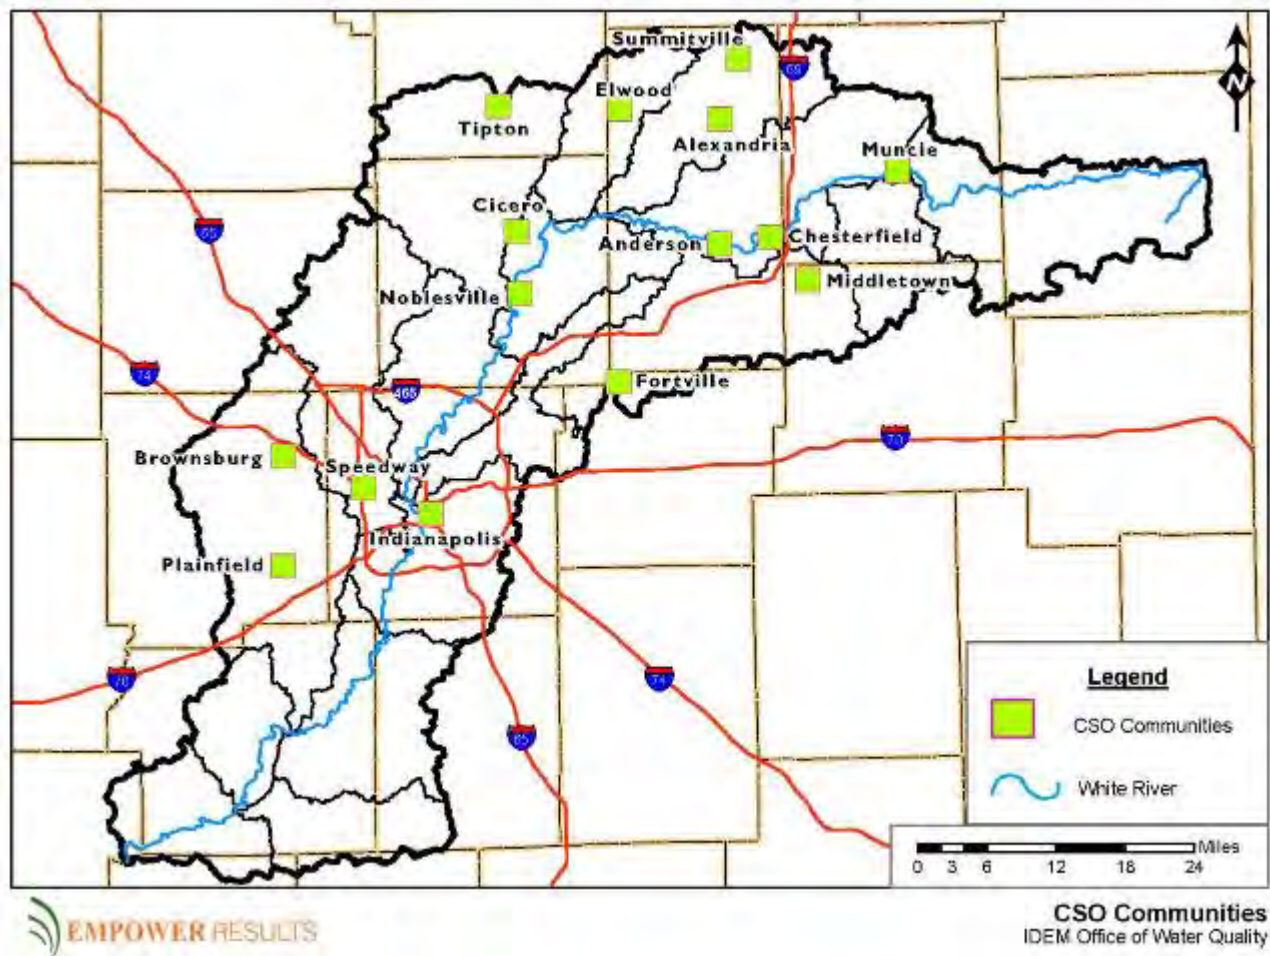 Summitville
69
Elwood
Tipton
Alexandria
Muncie
N
Cicero
65
Anderson
Chesterfield
Middletown
Noblesville
74
465
Fortville
70
Brownsburg
Speedway
Indianapolis
Plainfield
70
74
65
Legend
CSO Communities
White River
Miles
0 3 6 12 18 24
EMPOWER RESULTS
CSO Communities
IDEM Office of Water Quality